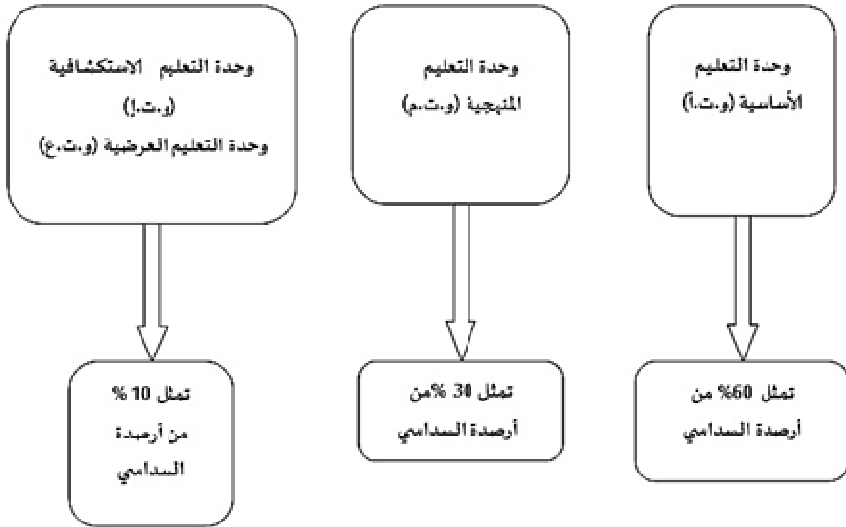 وحدة التعليم
الأساسية (و.ت.أ)
وحدة التعليم
المنهجية (و.ت.م)
وحدة التعليم الاستكشافية
(و.ت.إ)
وحدة التعليم العرضية (و.ت.ع)
تمثل 60% من
أرصدة السداسي
تمثل 30 %من
أرصدة السداسي
تمثل 10 %
من أرصدة
السداسي